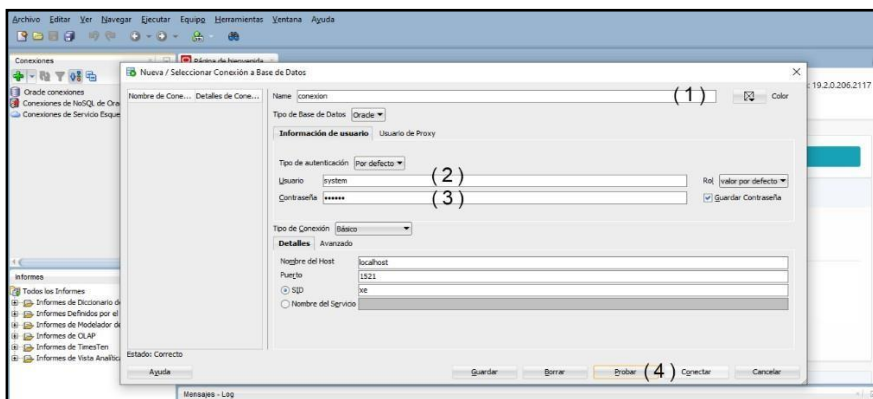 Archivo Editar Ver Navegar Ejecutar Equipo Herramientas Ventana Ayuda
Conexiones
Página de bienvenida
Oracle conexiones
Conexiones de NoSQL de Ora
Conexiones de Servicio Esque
: 19.2.0.206.2117
Nueva / Seleccionar Conexión a Base de Datos
Nombre de Cone... Detalles de Cone...
Name conexion (1) Color
Tipo de Base de Datos Oracle
Información de usuario Usuario de Proxy
Tipo de autenticación Por defecto
Usuario system (2) Rol valor por defecto
Contraseña •••••• (3) Guardar Contraseña
Tipo de Conexión Básico
Detalles Avanzado
Nombre del Host localhost
Puerto 1521
SID xe
Nombre del Servicio
Estado: Correcto
Ayuda Guardar Borrar Probar (4) Conectar Cancelar
Informes
Todos los Informes
Informes de Diccionario d
Informes Definidos por el
Informes de Modelador de
Informes de OLAP
Informes de TimesTen
Informes de Vista Analític
Mensajes - Log